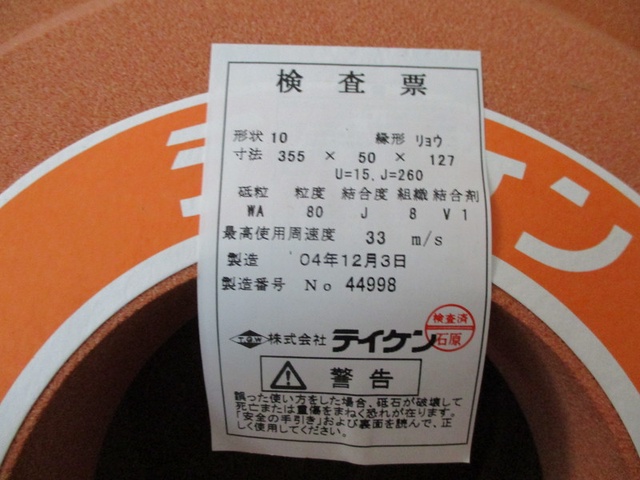 検査票
形状 10 縁形 リョウ
寸法 355 × 50 × 127
U=15、J=260
砥粒 粒度 結合度 組織 結合剤
WA 80 J 8 V1
最高使用周速度 33 m/s
製造 04年12月3日
製造番号 No 44998
T.G.W 株式会社 テイケン
検査済
石原
警告
誤った使い方をした場合、砥石が破壊して
死亡または重傷をまねく恐れが在ります。
「安全の手引き」および裏面を読んで、正
しく使用してください。
テイケン